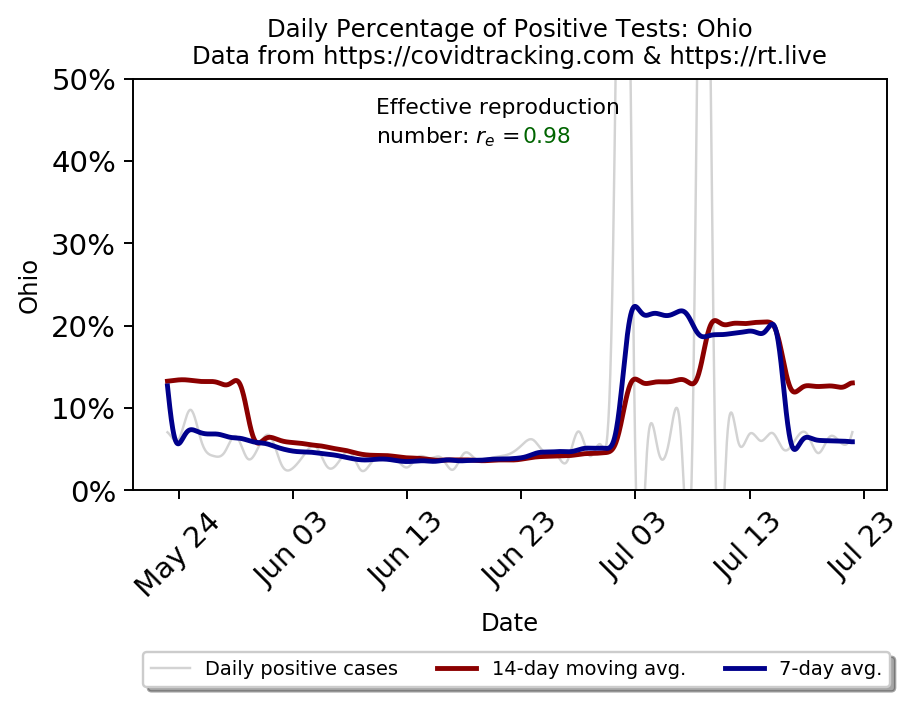 Daily Percentage of Positive Tests: Ohio
Data from https://covidtracking.com & https://rt.live
50%
Effective reproduction
number: rₑ =0.98
40%
30%
Ohio
20%
10%
0%
May 24
Jun 03
Jun 13
Jun 23
Jul 03
Jul 13
Jul 23
Date
Daily positive cases
14-day moving avg.
7-day avg.